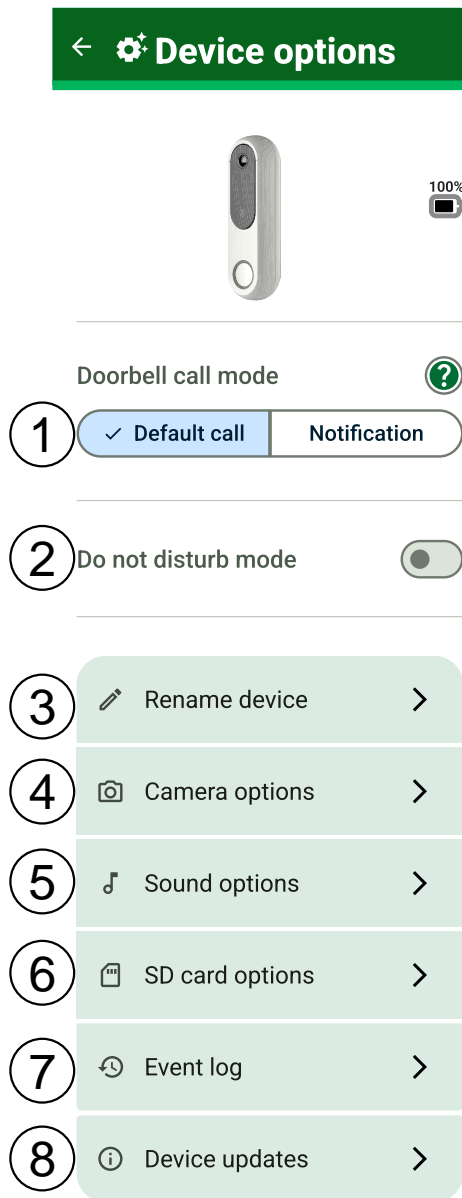 Device options
100%
Doorbell call mode
?
1
Default call
Notification
2
Do not disturb mode
3
Rename device
4
Camera options
5
Sound options
6
SD card options
7
Event log
8
Device updates